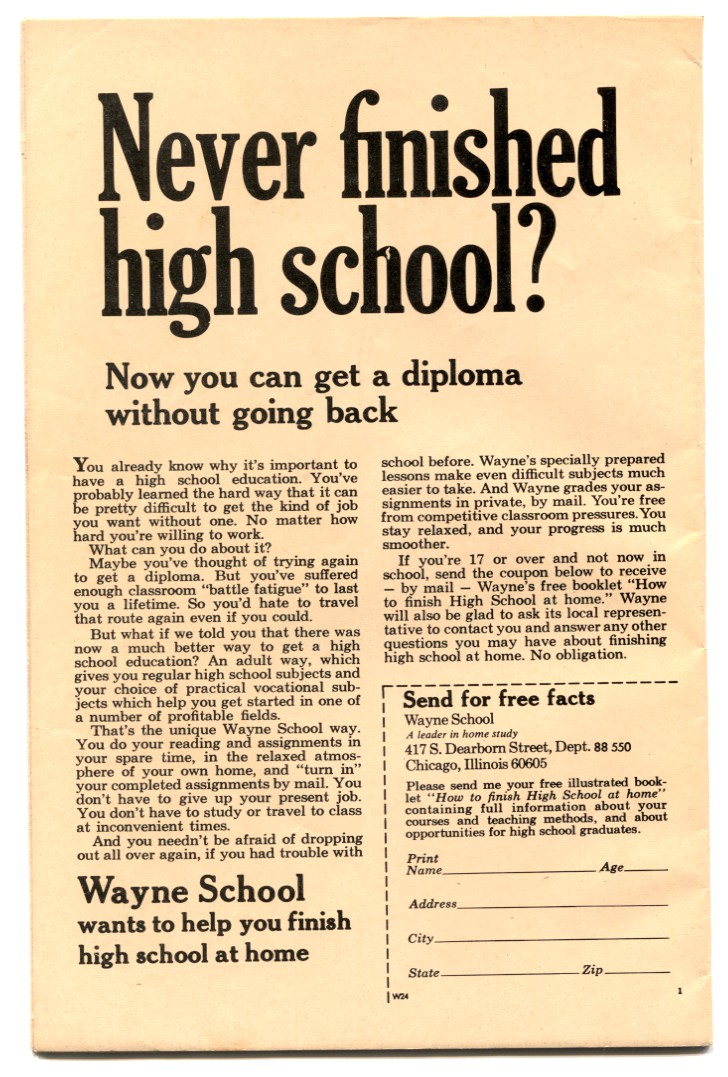 Never finished
high school?
Now you can get a diploma
without going back
You already know why it's important to
have a high school education. You've
probably learned the hard way that it can
be pretty difficult to get the kind of job
you want without one. No matter how
hard you're willing to work.
What can you do about it?
Maybe you've thought of trying again
to get a diploma. But you've suffered
enough classroom "battle fatigue" to last
you a lifetime. So you'd hate to travel
that route again even if you could.
But what if we told you that there was
now a much better way to get a high
school education? An adult way, which
gives you regular high school subjects and
your choice of practical vocational sub-
jects which help you get started in one of
a number of profitable fields.
That's the unique Wayne School way.
You do your reading and assignments in
your spare time, in the relaxed atmos-
phere of your own home, and "turn in"
your completed assignments by mail. You
don't have to give up your present job.
You don't have to study or travel to class
at inconvenient times.
And you needn't be afraid of dropping
out all over again, if you had trouble with
school before. Wayne's specially prepared
lessons make even difficult subjects much
easier to take. And Wayne grades your as-
signments in private, by mail. You're free
from competitive classroom pressures. You
stay relaxed, and your progress is much
smoother.
If you're 17 or over and not now in
school, send the coupon below to receive
— by mail — Wayne's free booklet "How
to finish High School at home." Wayne
will also be glad to ask its local represen-
tative to contact you and answer any other
questions you may have about finishing
high school at home. No obligation.
Wayne School
wants to help you finish
high school at home
Send for free facts
Wayne School
A leader in home study
417 S. Dearborn Street, Dept. 88 550
Chicago, Illinois 60605
Please send me your free illustrated book-
let "How to finish High School at home"
containing full information about your
courses and teaching methods, and about
opportunities for high school graduates.
Print
Name Age
Address
City
State Zip
W24
1